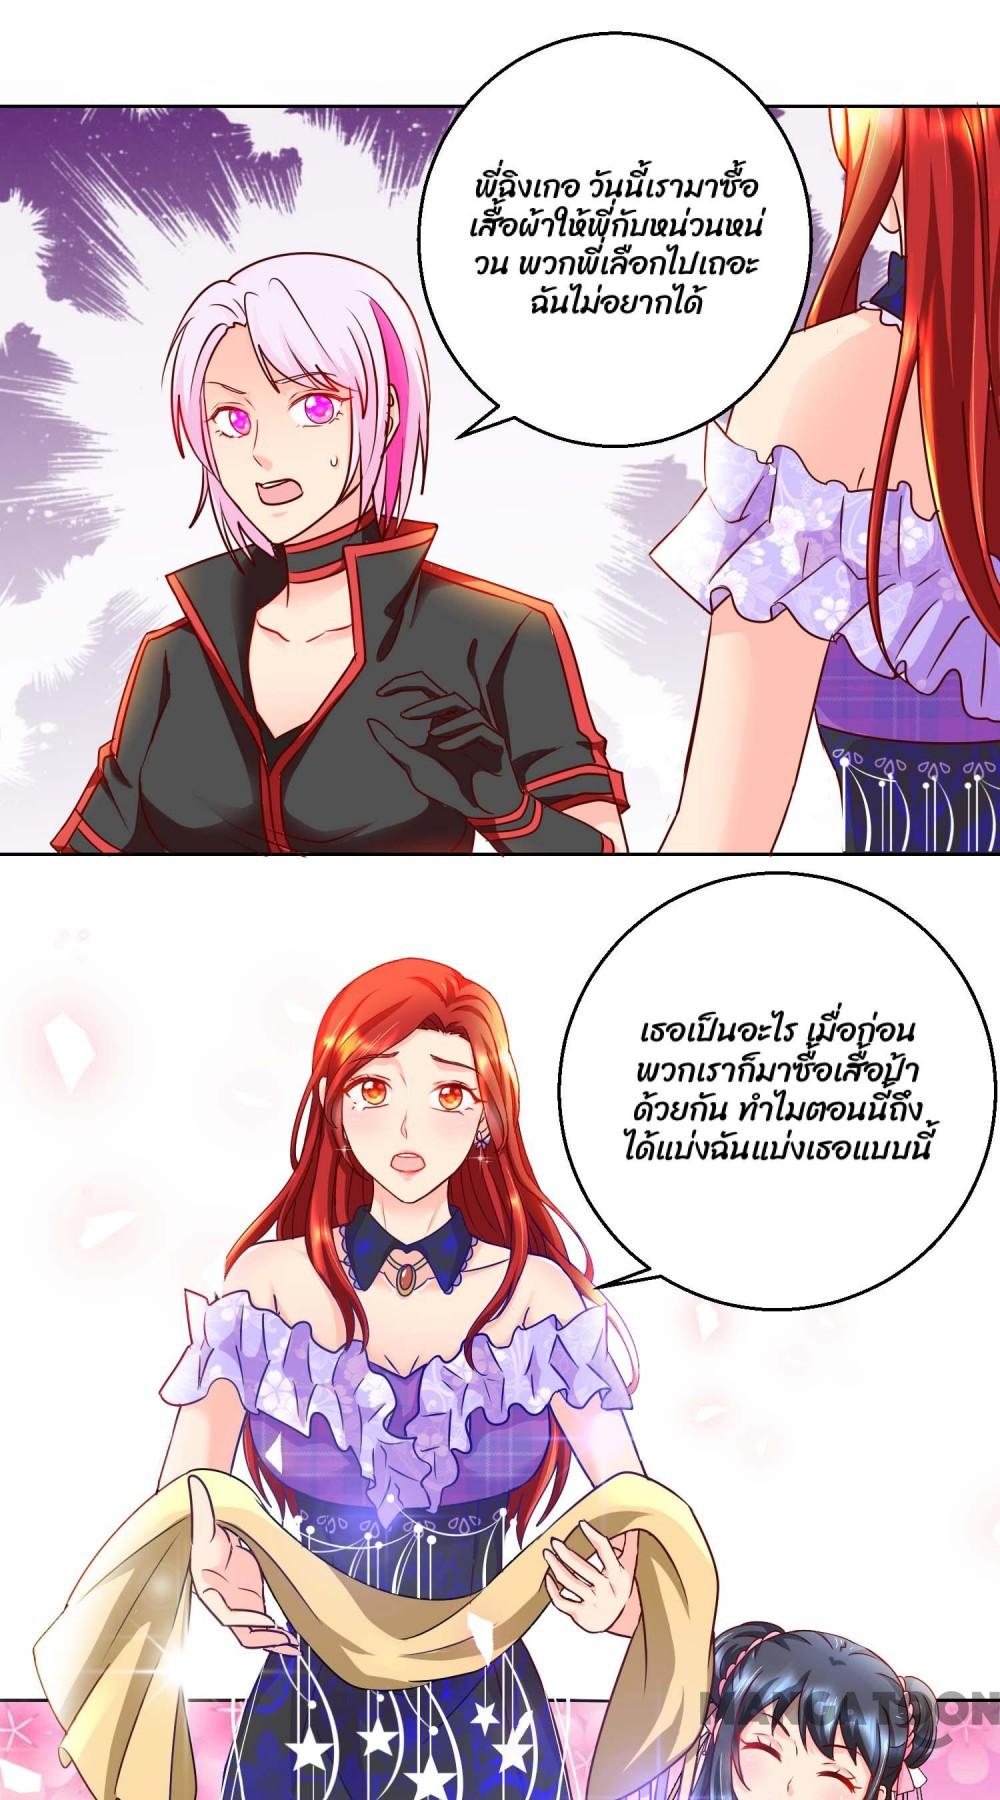 พี่ฉิงเกอ วันนี้เรามาซื้อ
เสื้อผ้าให้พี่กับหน่วนหน่
วน พวกพี่เลือกไปเถอะ
ฉันไม่อยากได้
เธอเป็นอะไร เมื่อก่อน
พวกเราก็มาซื้อเสื้อป้า
ด้วยกัน ทำไมตอนนี้ถึง
ได้แบ่งฉันแบ่งเธอแบบนี้
MANGA TOON